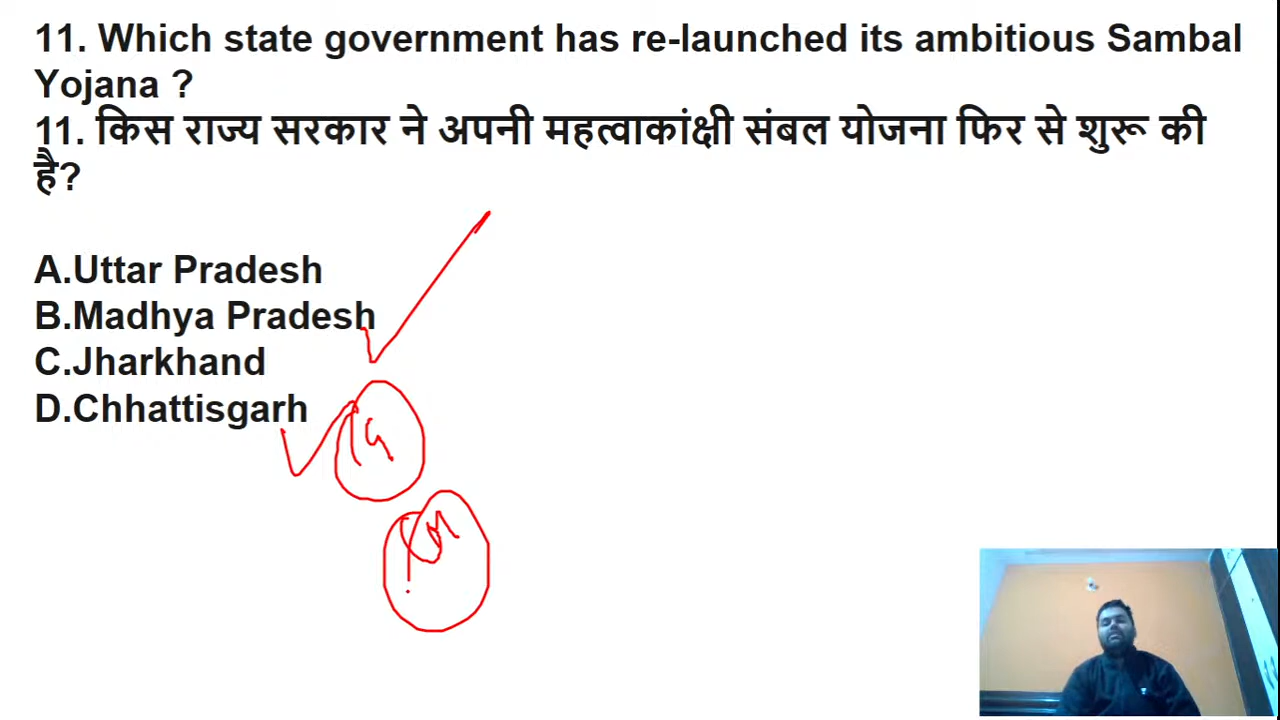 11. Which state government has re-launched its ambitious Sambal
Yojana ?
11. किस राज्य सरकार ने अपनी महत्वाकांक्षी संबल योजना फिर से शुरू की
है?
A.Uttar Pradesh
B.Madhya Pradesh
C.Jharkhand
D.Chhattisgarh